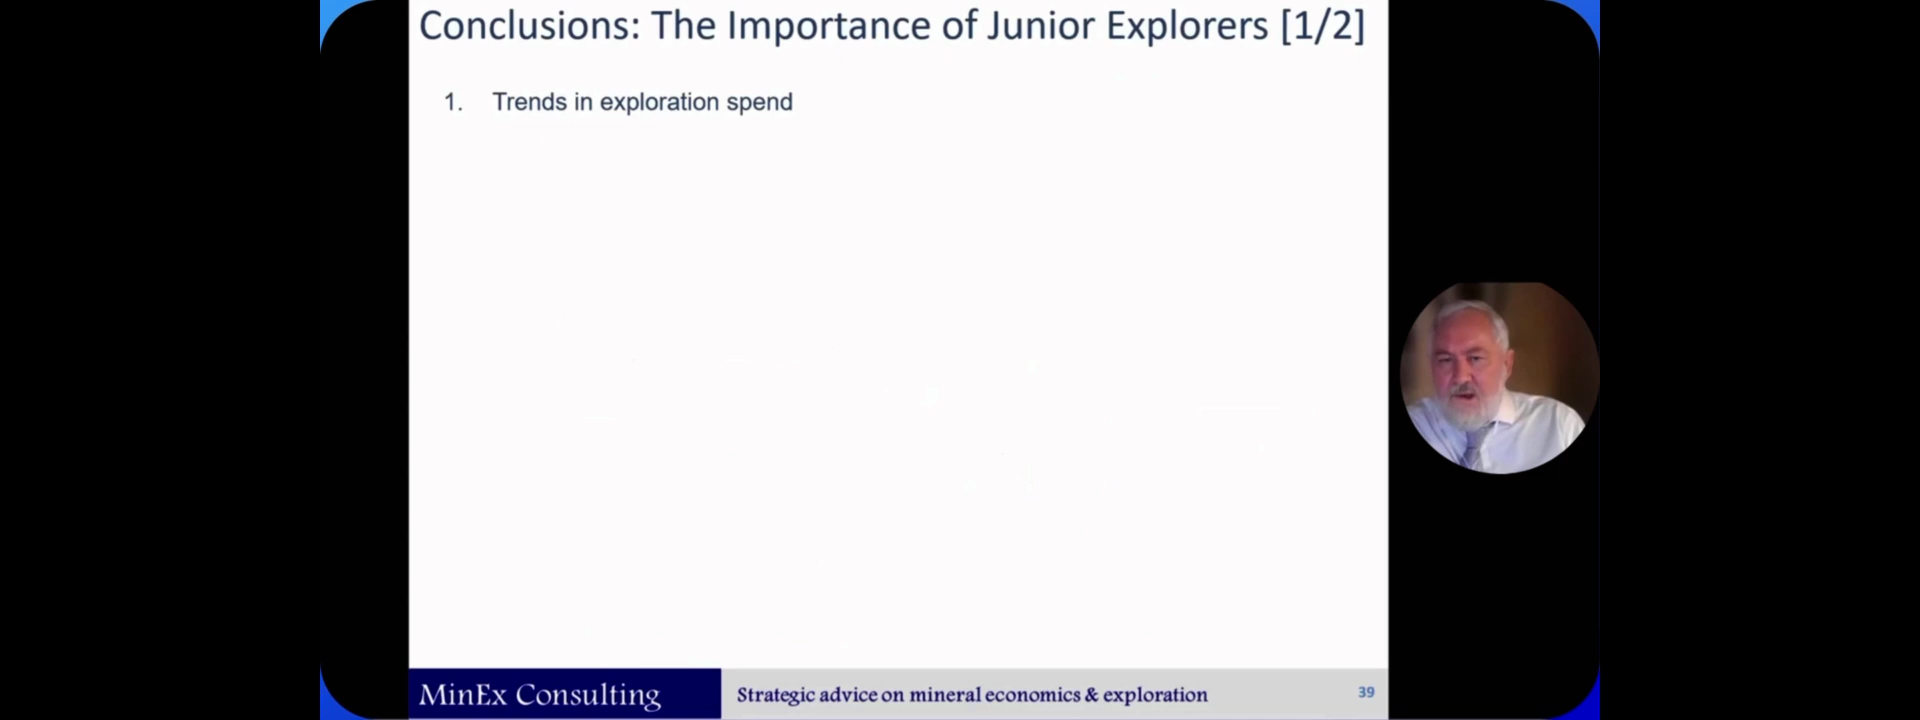 Conclusions: The Importance of Junior Explorers [1/2]
1. Trends in exploration spend
MinEx Consulting
Strategic advice on mineral economics & exploration
39